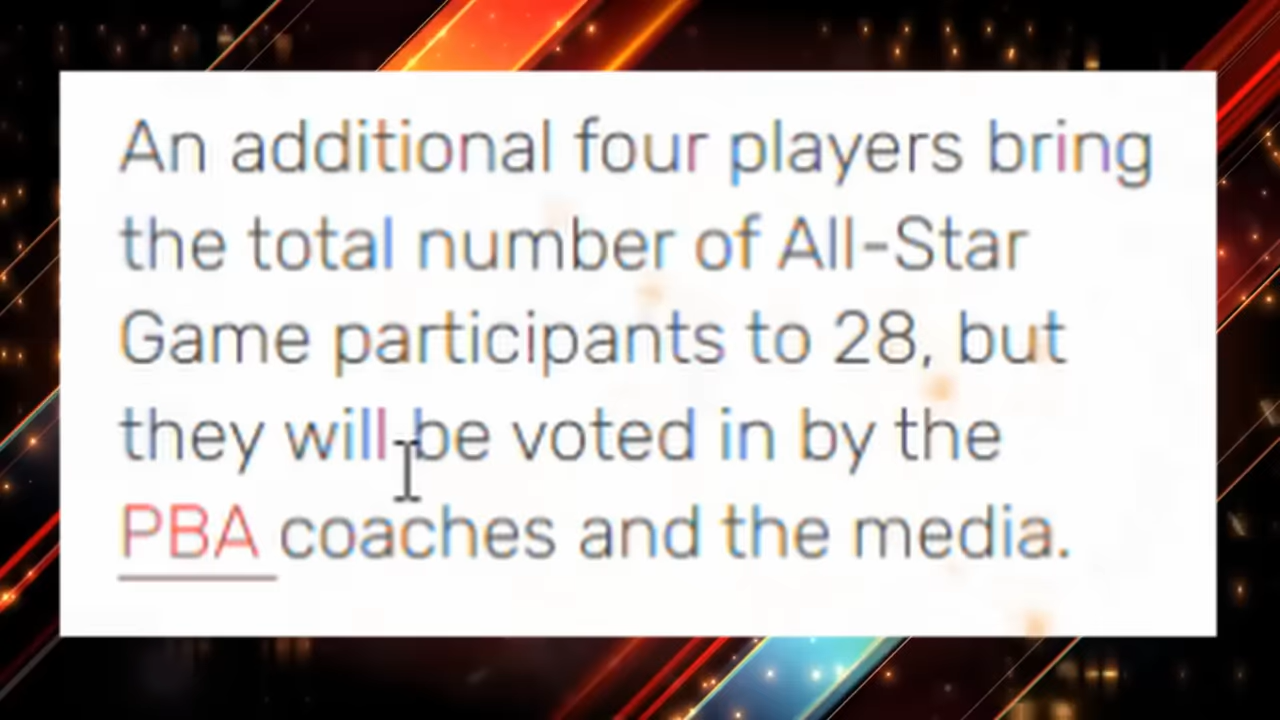 An additional four players bring
the total number of All-Star
Game participants to 28, but
they will be voted in by the
PBA coaches and the media.